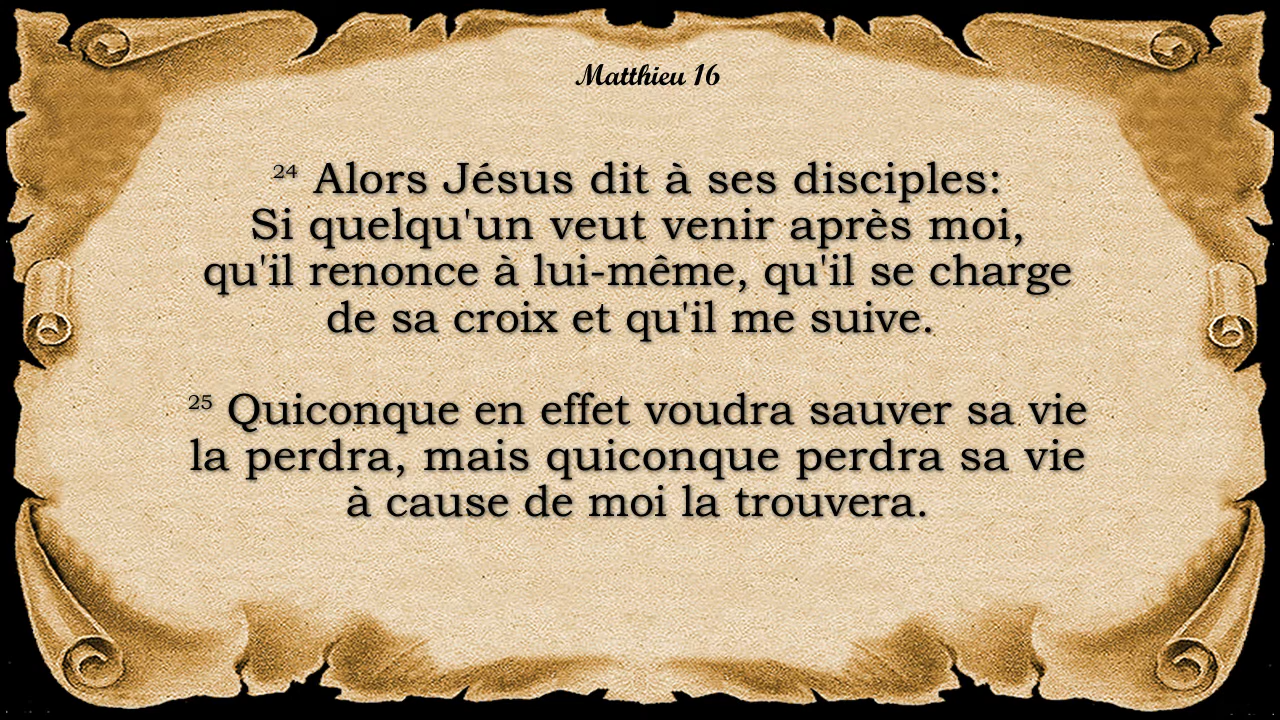 Matthieu 16
24 Alors Jésus dit à ses disciples:
Si quelqu'un veut venir après moi,
qu'il renonce à lui-même, qu'il se charge
de sa croix et qu'il me suive.
25 Quiconque en effet voudra sauver sa vie
la perdra, mais quiconque perdra sa vie
à cause de moi la trouvera.